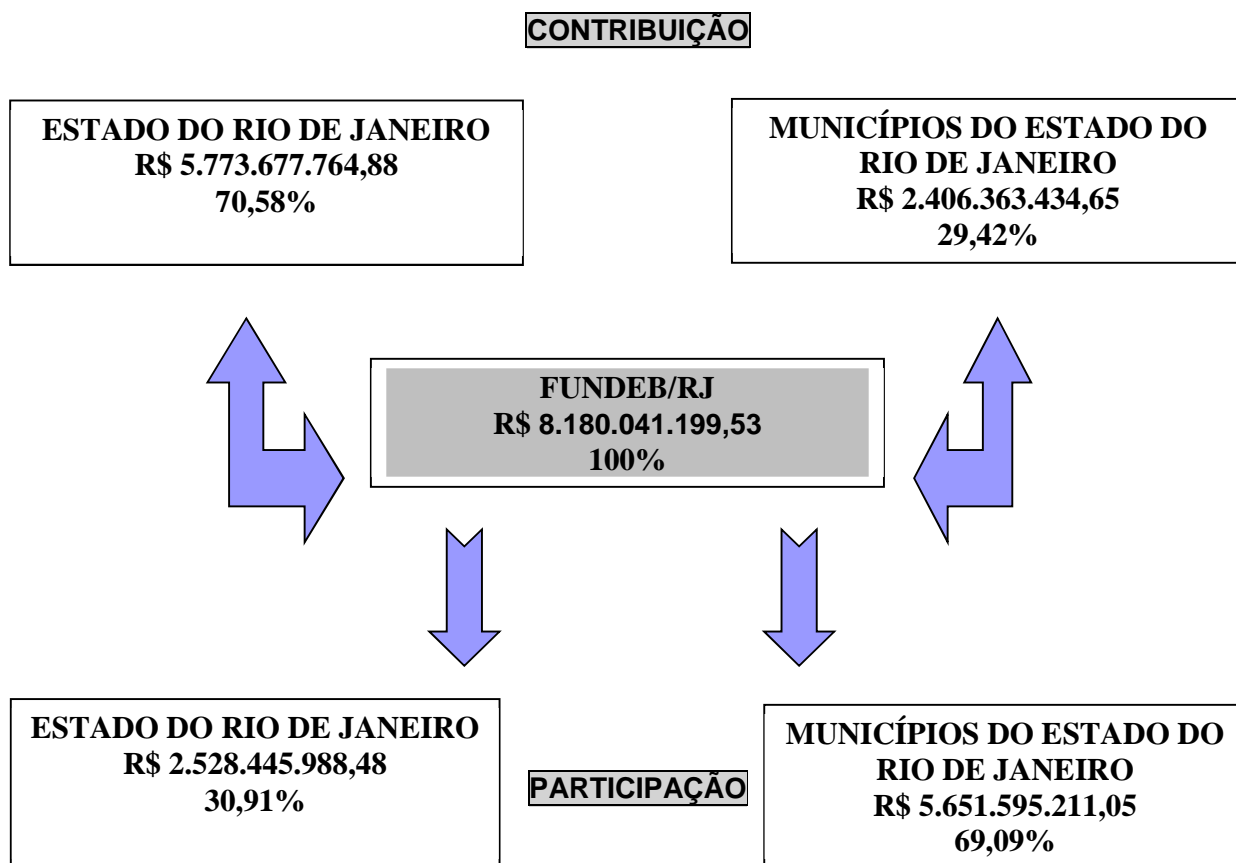 CONTRIBUIÇÃO
ESTADO DO RIO DE JANEIRO
R$ 5.773.677.764,88
70,58%
MUNICÍPIOS DO ESTADO DO
RIO DE JANEIRO
R$ 2.406.363.434,65
29,42%
FUNDEB/RJ
R$ 8.180.041.199,53
100%
ESTADO DO RIO DE JANEIRO
R$ 2.528.445.988,48
30,91%
PARTICIPAÇÃO
MUNICÍPIOS DO ESTADO DO
RIO DE JANEIRO
R$ 5.651.595.211,05
69,09%